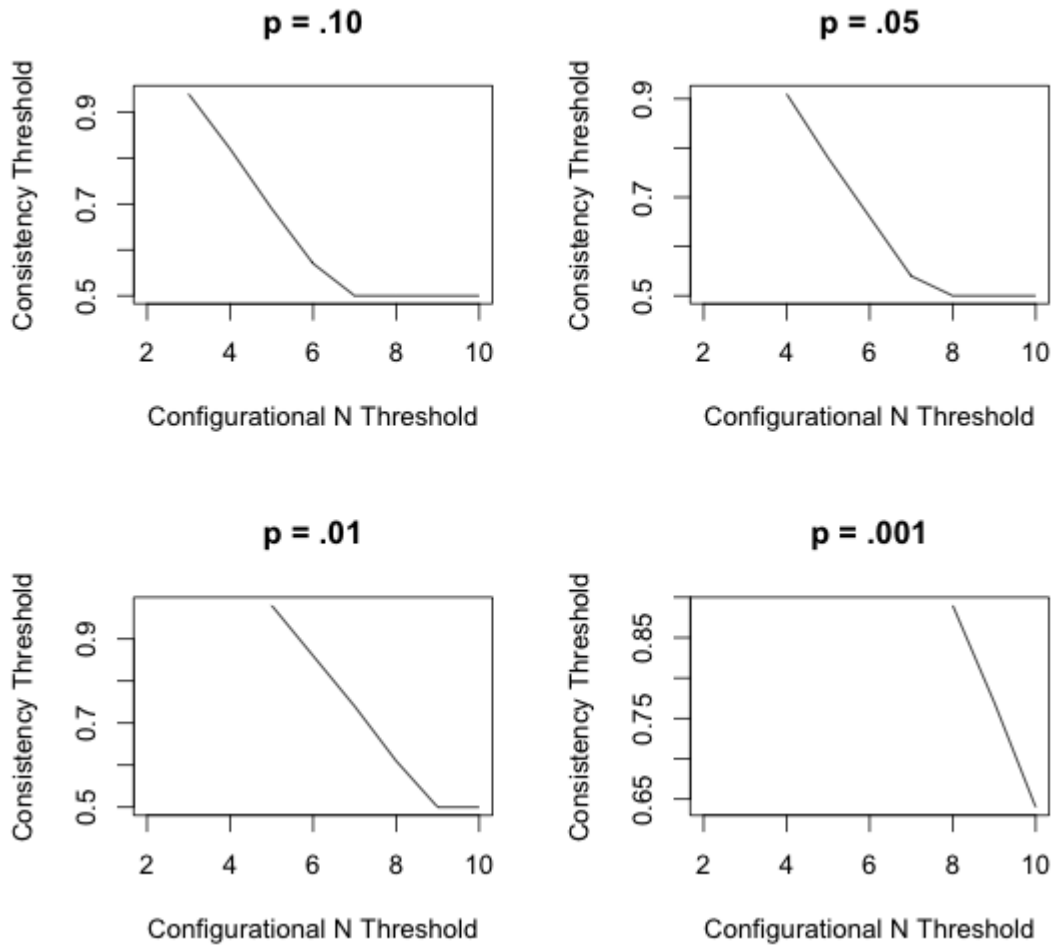 p = .10
Consistency Threshold
0.5 0.7 0.9
2 4 6 8 10
Configurational N Threshold
p = .05
Consistency Threshold
0.5 0.7 0.9
2 4 6 8 10
Configurational N Threshold
p = .01
Consistency Threshold
0.5 0.7 0.9
2 4 6 8 10
Configurational N Threshold
p = .001
Consistency Threshold
0.65 0.75 0.85
2 4 6 8 10
Configurational N Threshold